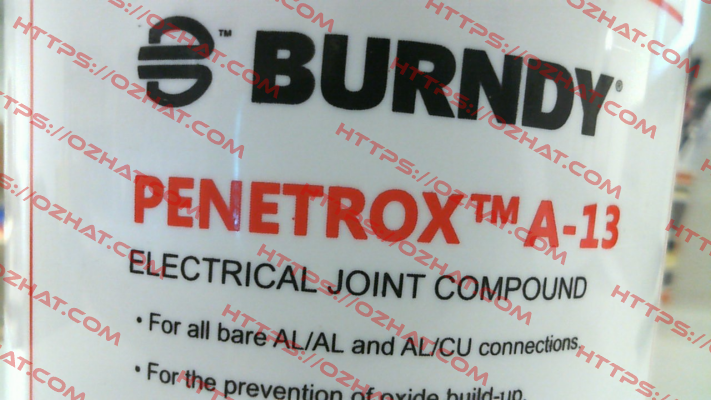 ™ BURNDY®
PENETROX™ A-13
ELECTRICAL JOINT COMPOUND
• For all bare AL/AL and AL/CU connections.
• For the prevention of oxide build-up.
HTTPS://OZHAT.COM